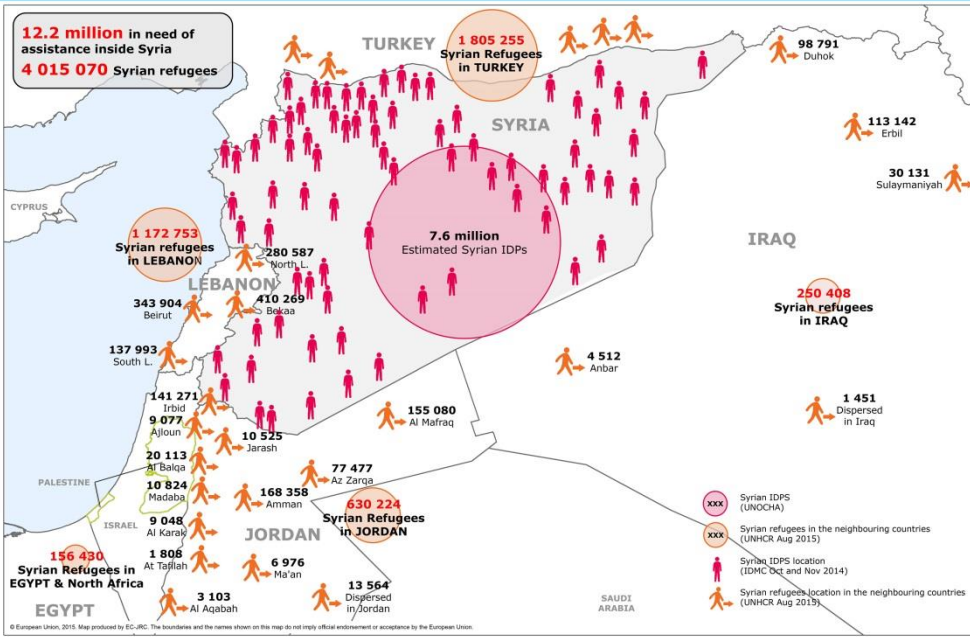 12.2 million in need of
assistance inside Syria
4 015 070 Syrian refugees
TURKEY
1 805 255
Syrian Refugees
in TURKEY
98 791
Duhok
SYRIA
113 142
Erbil
30 131
Sulaymaniyah
CYPRUS
1 172 753
Syrian refugees
in LEBANON
7.6 million
Estimated Syrian IDPs
IRAQ
280 587
North L.
LEBANON
410 269
Bekaa
343 904
Beirut
250 408
Syrian refugees
in IRAQ
137 993
South L.
4 512
Anbar
141 271
Irbid
155 080
Al Mafraq
1 451
Dispersed
in Iraq
9 077
Ajloun
10 525
Jarash
20 113
Al Balqa
77 477
Az Zarqa
PALESTINE
10 824
Madaba
168 358
Amman
630 224
Syrian Refugees
in JORDAN
ISRAEL
9 048
Al Karak
JORDAN
156 430
Syrian Refugees in
EGYPT & North Africa
1 808
At Tafilah
6 976
Ma'an
13 564
Dispersed
in Jordan
3 103
Al Aqabah
EGYPT
SAUDI
ARABIA
xxx
Syrian IDPS
(UNOCHA)
xxx
Syrian refugees in the neighbouring countries
(UNHCR Aug 2015)
Syrian IDPS location
(IDMC Oct and Nov 2014)
Syrian refugees location in the neighbouring countries
(UNHCR Aug 2015)
© European Union, 2015. Map produced by EC-JRC. The boundaries and the names shown on this map do not imply official endorsement or acceptance by the European Union.